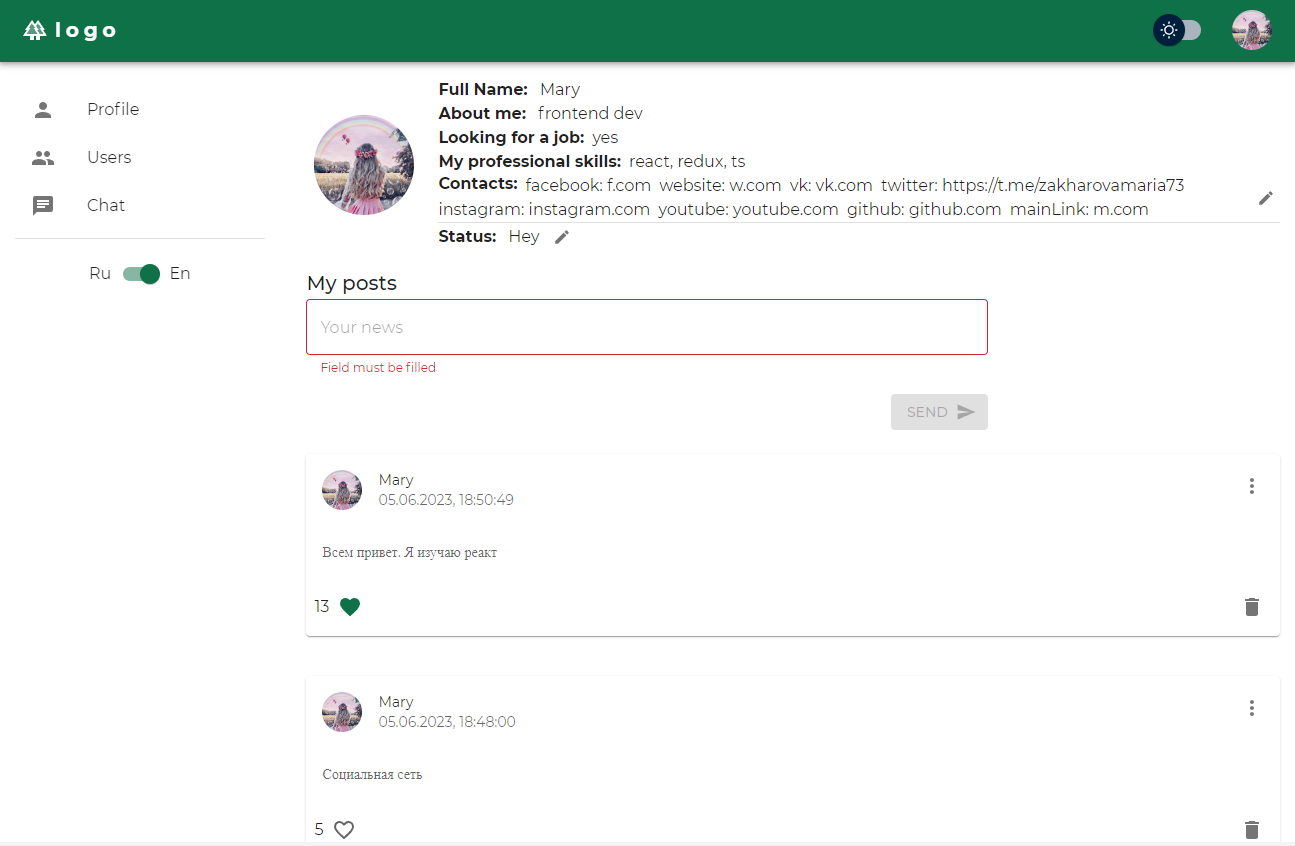 logo
Profile
Users
Chat
Ru En
Full Name: Mary
About me: frontend dev
Looking for a job: yes
My professional skills: react, redux, ts
Contacts: facebook: f.com website: w.com vk: vk.com twitter: https://t.me/zakharovamaria73
instagram: instagram.com youtube: youtube.com github: github.com mainLink: m.com
Status: Hey
My posts
Your news
Field must be filled
SEND
Mary
05.06.2023, 18:50:49
Всем привет. Я изучаю реакт
13
Mary
05.06.2023, 18:48:00
Социальная сеть
5